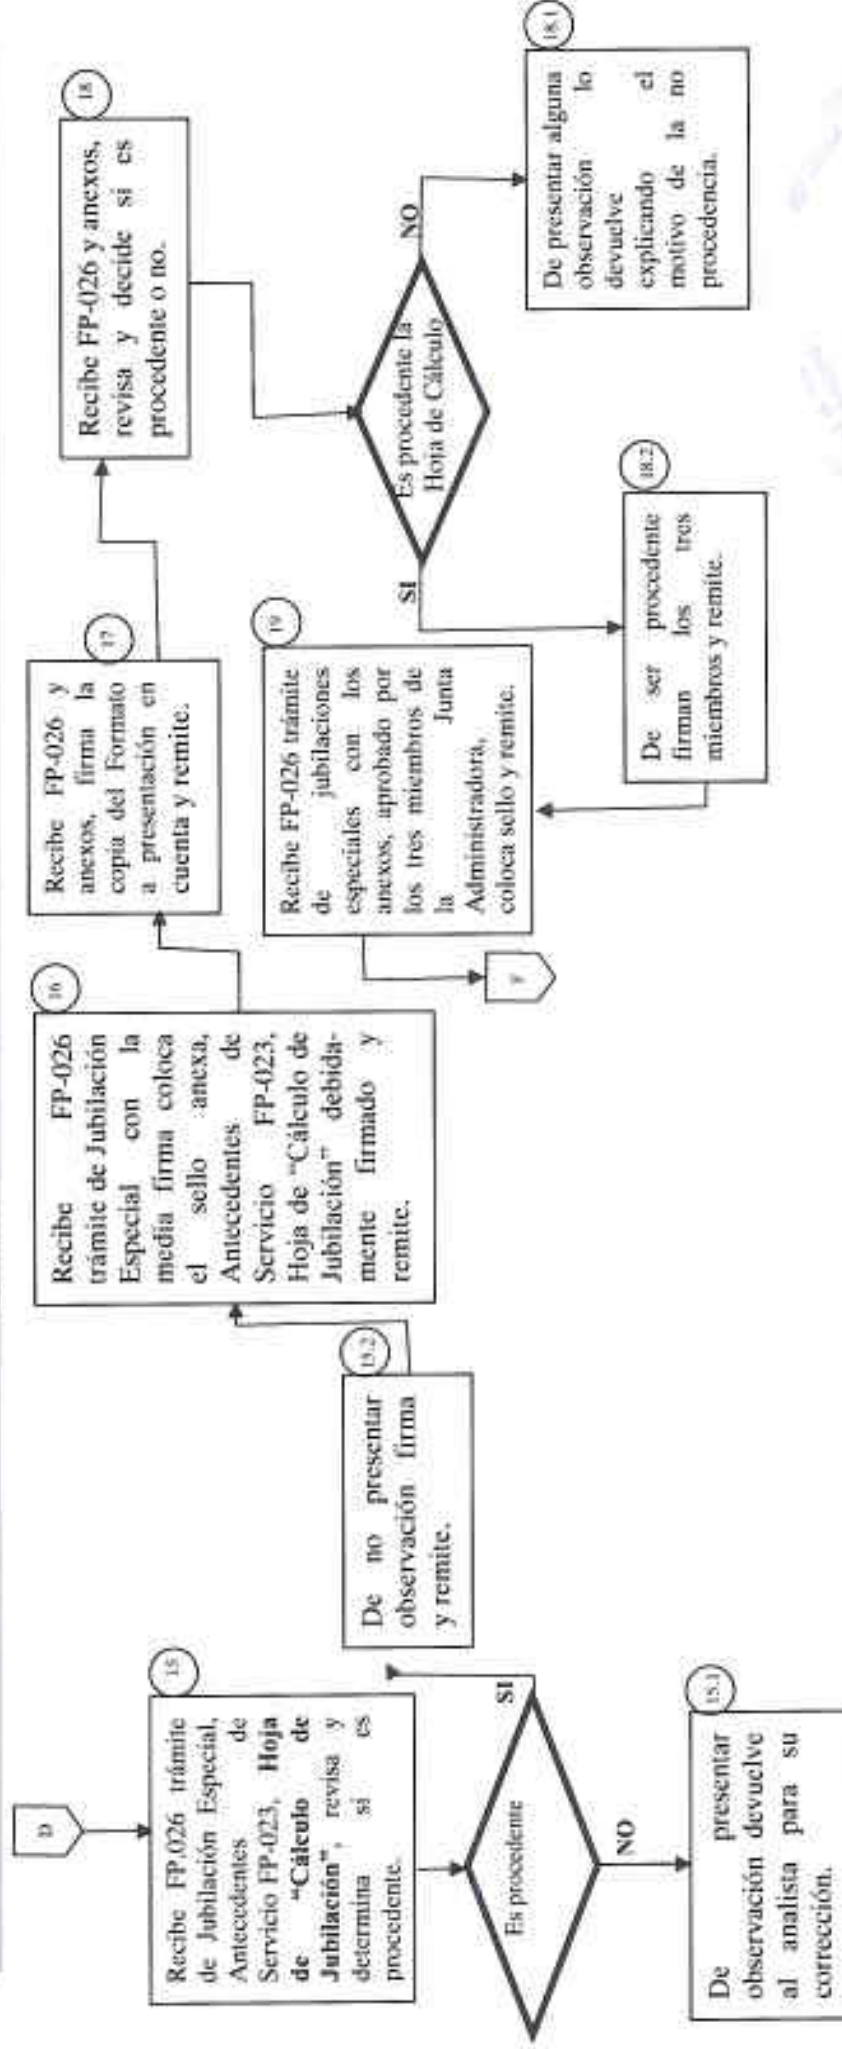 D
15
Recibe FP.026 trámite
de Jubilación Especial,
Antecedentes de
Servicio FP-023, Hoja
de "Cálculo de
Jubilación", revisa y
determina si es
procedente.
Es procedente
SI
NO
15.1
De presentar
observación devuelve
al analista para su
corrección.
15.2
De no presentar
observación firma
y remite.
16
Recibe FP-026
trámite de Jubilación
Especial con la
media firma coloca
el sello anexa,
Antecedentes de
Servicio FP-023,
Hoja de "Cálculo de
Jubilación" debida-
mente firmado y
remite.
17
Recibe FP-026 y
anexos, firma la
copia del Formato
a presentación en
cuenta y remite.
18
Recibe FP-026 y anexos,
revisa y decide si es
procedente o no.
Es procedente la
Hoja de Cálculo
SI
NO
18.1
De presentar alguna
observación lo
devuelve
explicando el
motivo de la no
procedencia.
18.2
De ser procedente
firman los tres
miembros y remite.
19
Recibe FP-026 trámite
de jubilaciones
especiales con los
anexos, aprobado por
los tres miembros de
la Junta
Administradora,
coloca sello y remite.